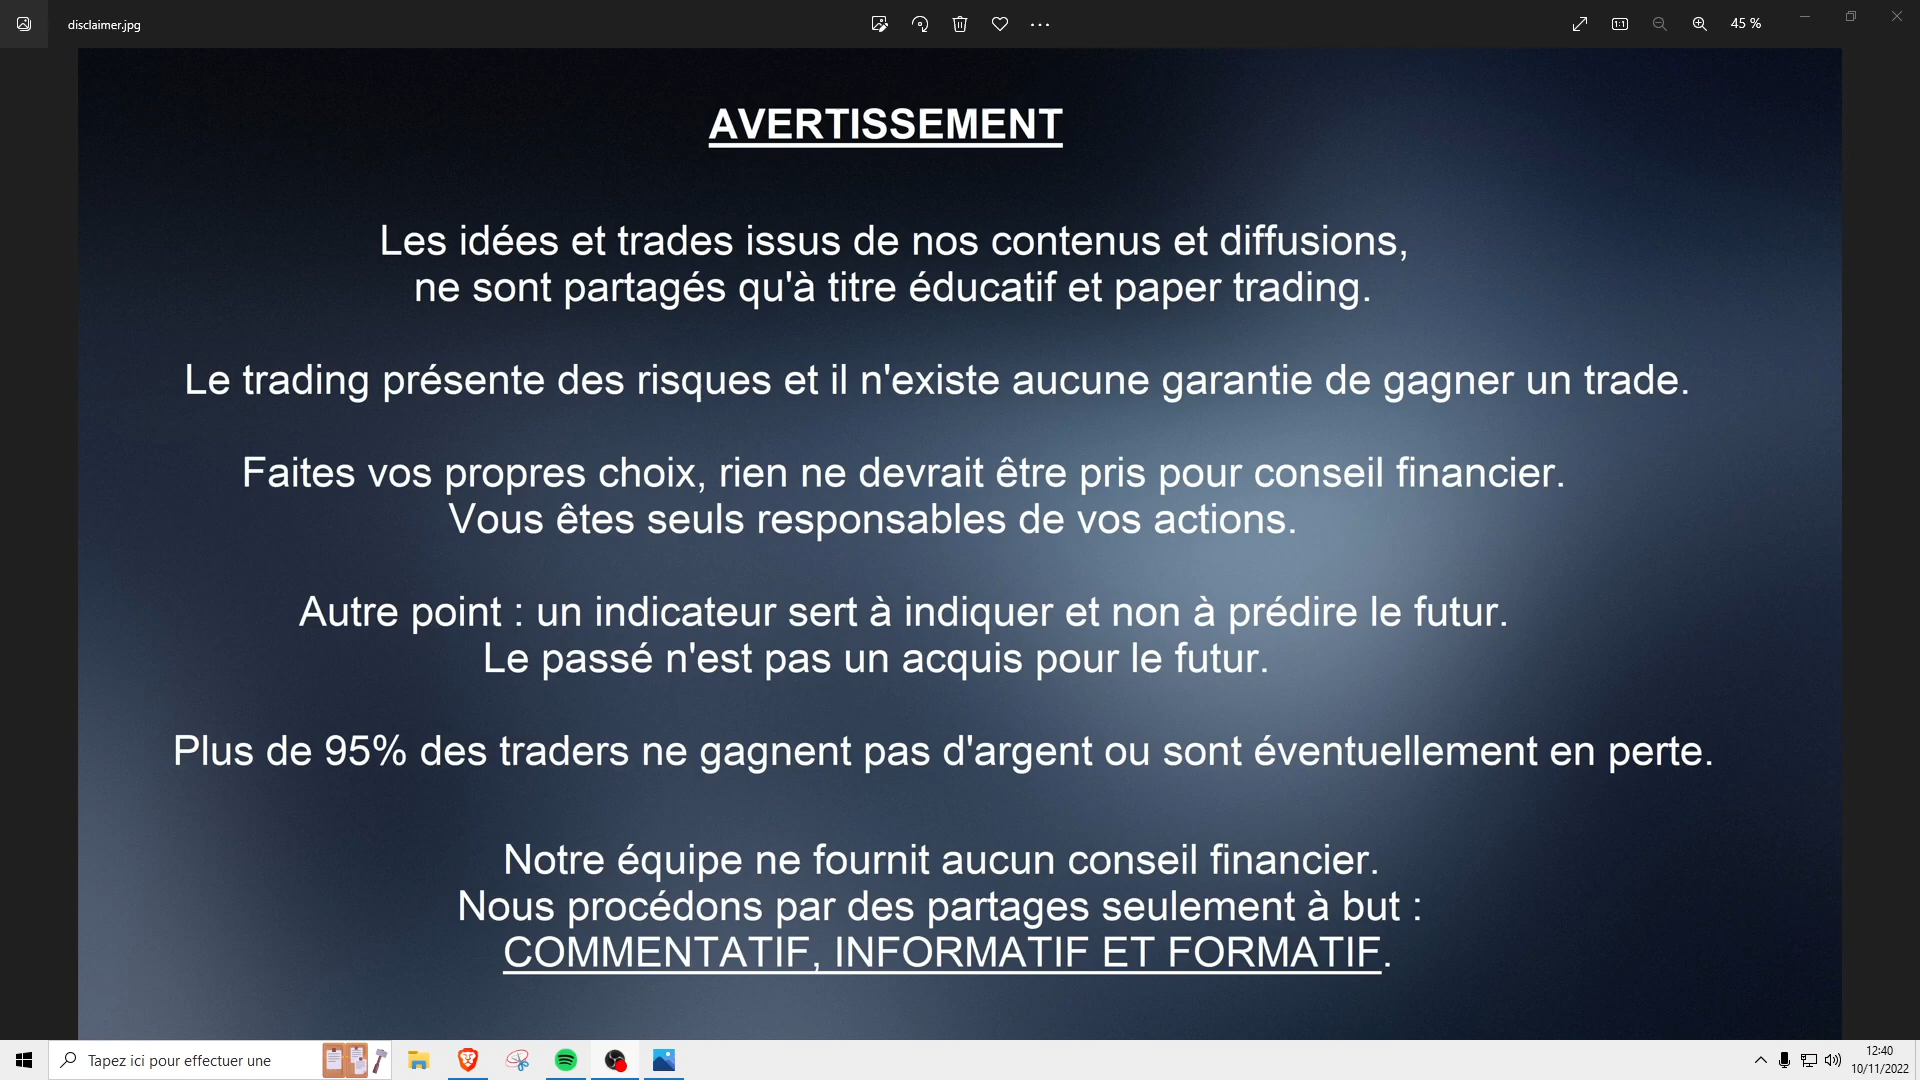 disclaimer.jpg
45 %
AVERTISSEMENT
Les idées et trades issus de nos contenus et diffusions,
ne sont partagés qu'à titre éducatif et paper trading.
Le trading présente des risques et il n'existe aucune garantie de gagner un trade.
Faites vos propres choix, rien ne devrait être pris pour conseil financier.
Vous êtes seuls responsables de vos actions.
Autre point : un indicateur sert à indiquer et non à prédire le futur.
Le passé n'est pas un acquis pour le futur.
Plus de 95% des traders ne gagnent pas d'argent ou sont éventuellement en perte.
Notre équipe ne fournit aucun conseil financier.
Nous procédons par des partages seulement à but :
COMMENTATIF, INFORMATIF ET FORMATIF.
Tapez ici pour effectuer une
12:40
10/11/2022